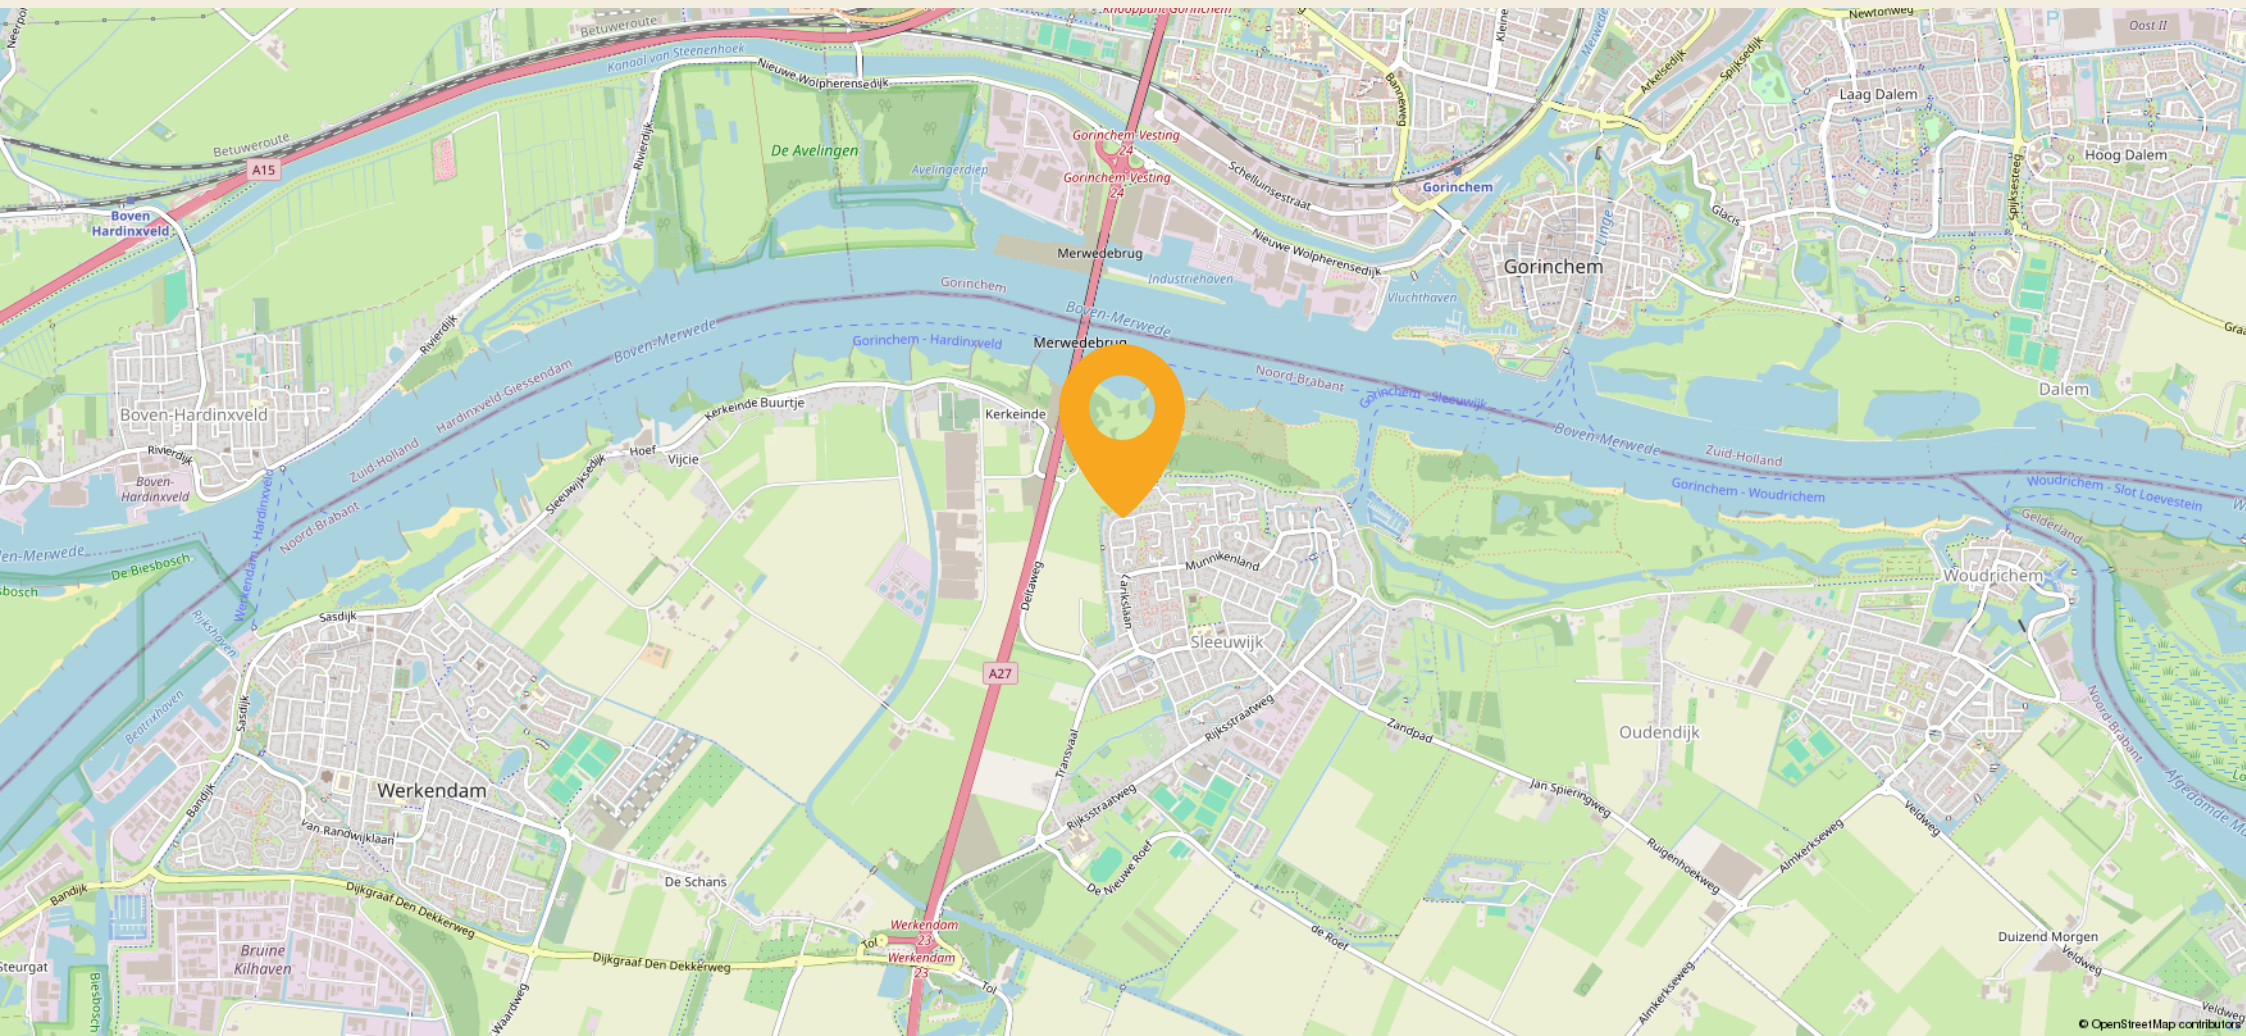 Knooppunt Gorinchem
Newtonweg
Oost II
Betuweroute
Kanaal van Steenenhoek
Nieuwe Wolpherensedijk
Kleine
Merwede
Arkelsedijk
Spijksedijk
Banneweg
Laag Dalem
Hoog Dalem
Betuweroute
Rivierdijk
De Avelingen
Avelingerdiep
Gorinchem-Vesting
24
Gorinchem-Vesting
24
Schelluinsestraat
Gorinchem
Spijksesteeg
A15
Boven
Hardinxveld
Glacis
Linge
Merwedebrug
Nieuwe Wolpherensedijk
Gorinchem
Industriehaven
Vluchthaven
Gorinchem
Boven-Merwede
Boven-Merwede
Rivierdijk
Gorinchem - Hardinxveld
Merwedebrug
Noord-Brabant
Hardinxveld-Giessendam
Gorinchem - Sleeuwijk
Dalem
Boven-Hardinxveld
Kerkeinde Buurtje
Kerkeinde
Boven-Merwede
Zuid-Holland
Zuid-Holland
Rivierdijk
Hoef
Vijcie
Boven-
Hardinxveld
Sleeuwijksedijk
Gorinchem - Woudrichem
Woudrichem - Slot Loevestein
Noord-Brabant
Gelderland
Werkendam - Hardinxveld
De Biesbosch
Munnikenland
Woudrichem
Deltaweg
Larikslaan
Sasdijk
Rijkshaven
Sleeuwijk
A27
Beatrixhaven
Sasdijk
Rijksstraatweg
Zandpad
Oudendijk
Noord-Brabant
Transvaal
Werkendam
Bandijk
Jan Spieringweg
Rijksstraatweg
van Randwijklaan
Veldweg
Almkerkseweg
Ruigenhoekweg
De Schans
De Nieuwe Roef
Bandijk
Dijkgraaf Den Dekkerweg
Werkendam
23
Werkendam
23
Tol
de Roef
Duizend Morgen
Bruine
Kilhaven
Dijkgraaf Den Dekkerweg
Veldweg
Tol
Biesbosch
Waardweg
Almkerkseweg
Veldweg
© OpenStreetMap contributors